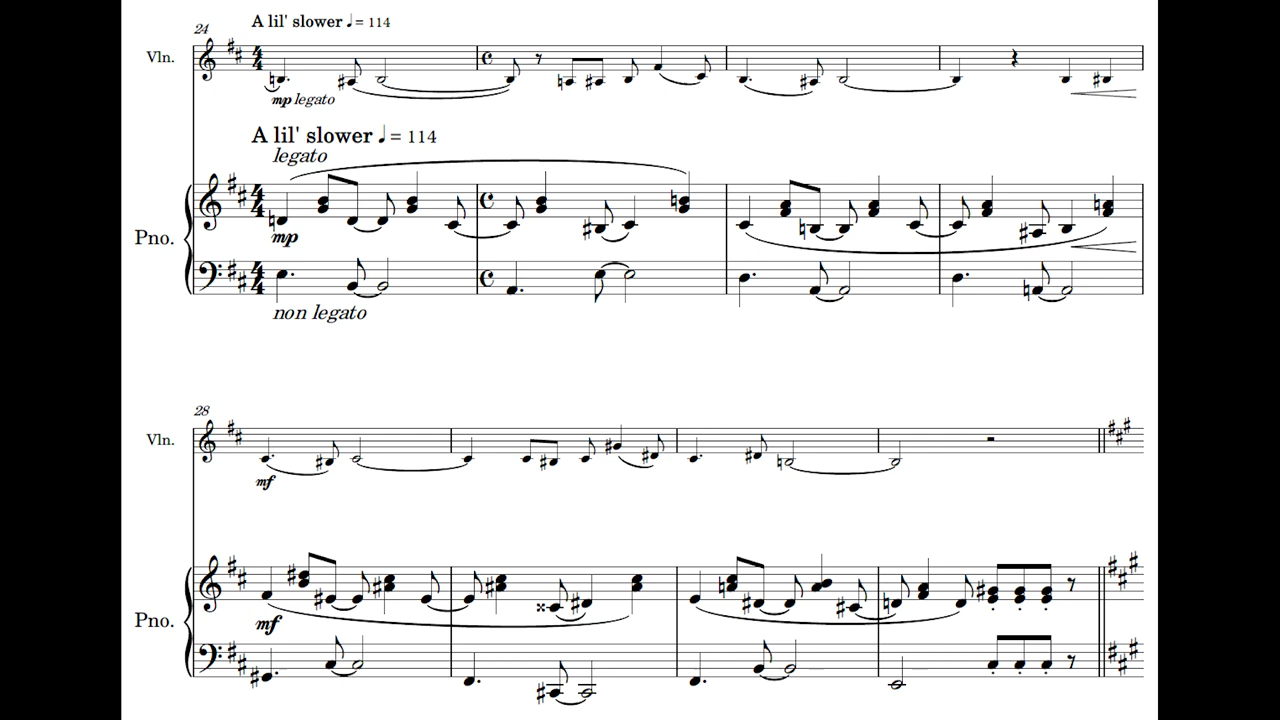 A lil' slower ♩ = 114
24
Vln.
mp legato
A lil' slower ♩ = 114
legato
Pno.
mp
non legato
28
Vln.
mf
Pno.
mf